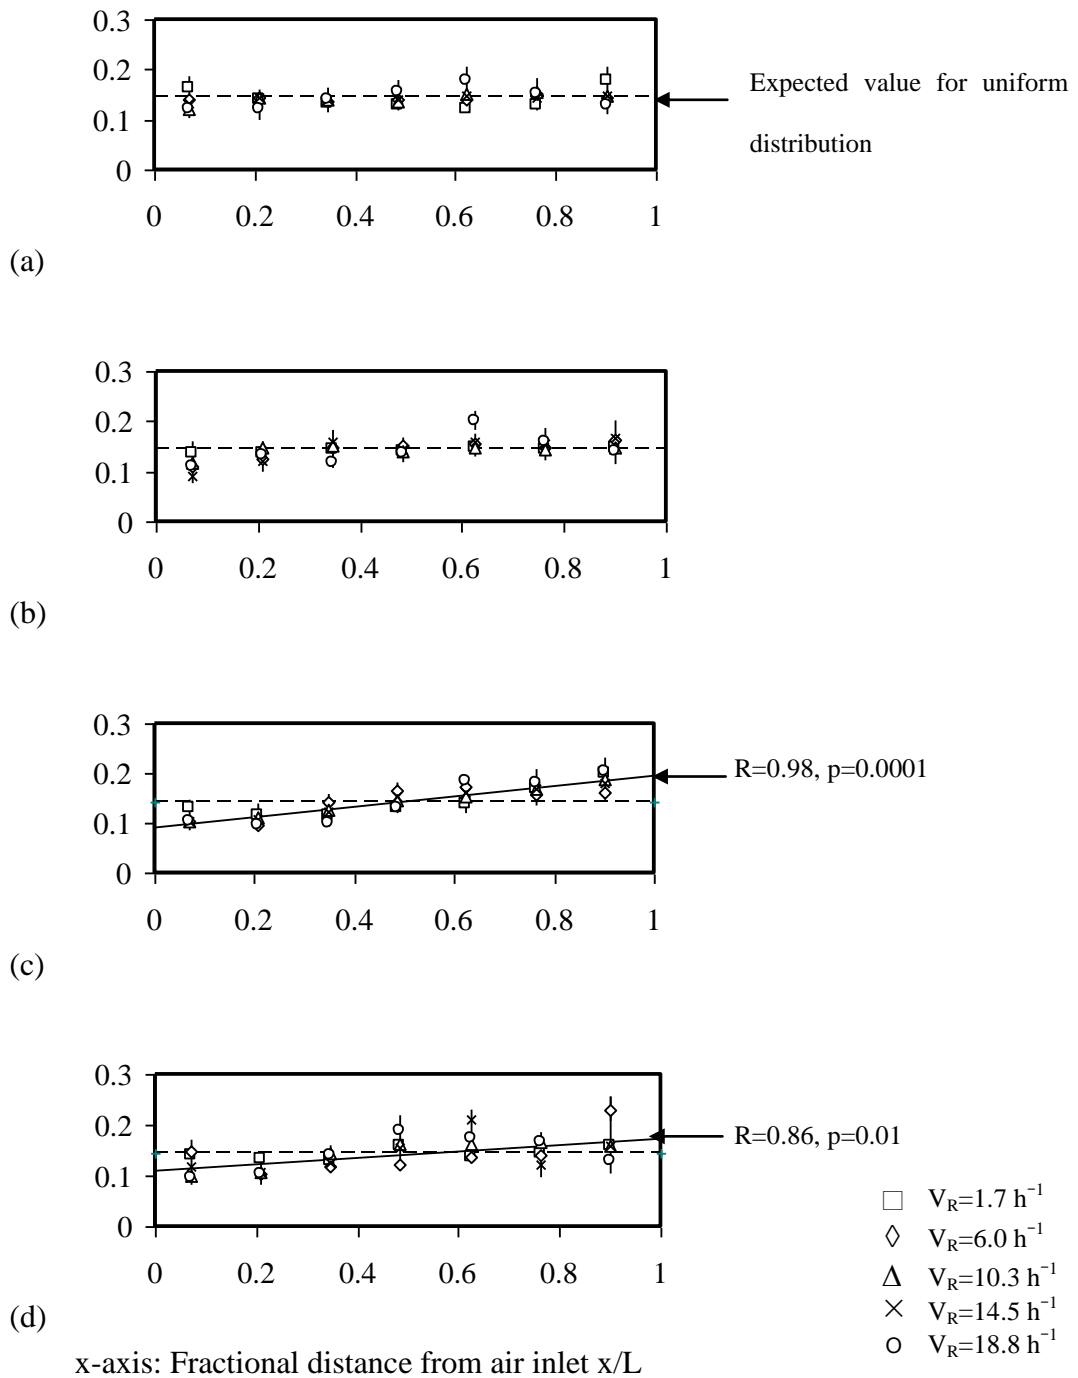 0.3
0.2
0.1
0
0 0.2 0.4 0.6 0.8 1
Expected value for uniform
distribution
(a)
0.3
0.2
0.1
0
0 0.2 0.4 0.6 0.8 1
(b)
0.3
0.2
0.1
0
0 0.2 0.4 0.6 0.8 1
R=0.98, p=0.0001
(c)
0.3
0.2
0.1
0
0 0.2 0.4 0.6 0.8 1
R=0.86, p=0.01
(d)
V_R=1.7 h⁻¹
V_R=6.0 h⁻¹
V_R=10.3 h⁻¹
V_R=14.5 h⁻¹
V_R=18.8 h⁻¹
x-axis: Fractional distance from air inlet x/L